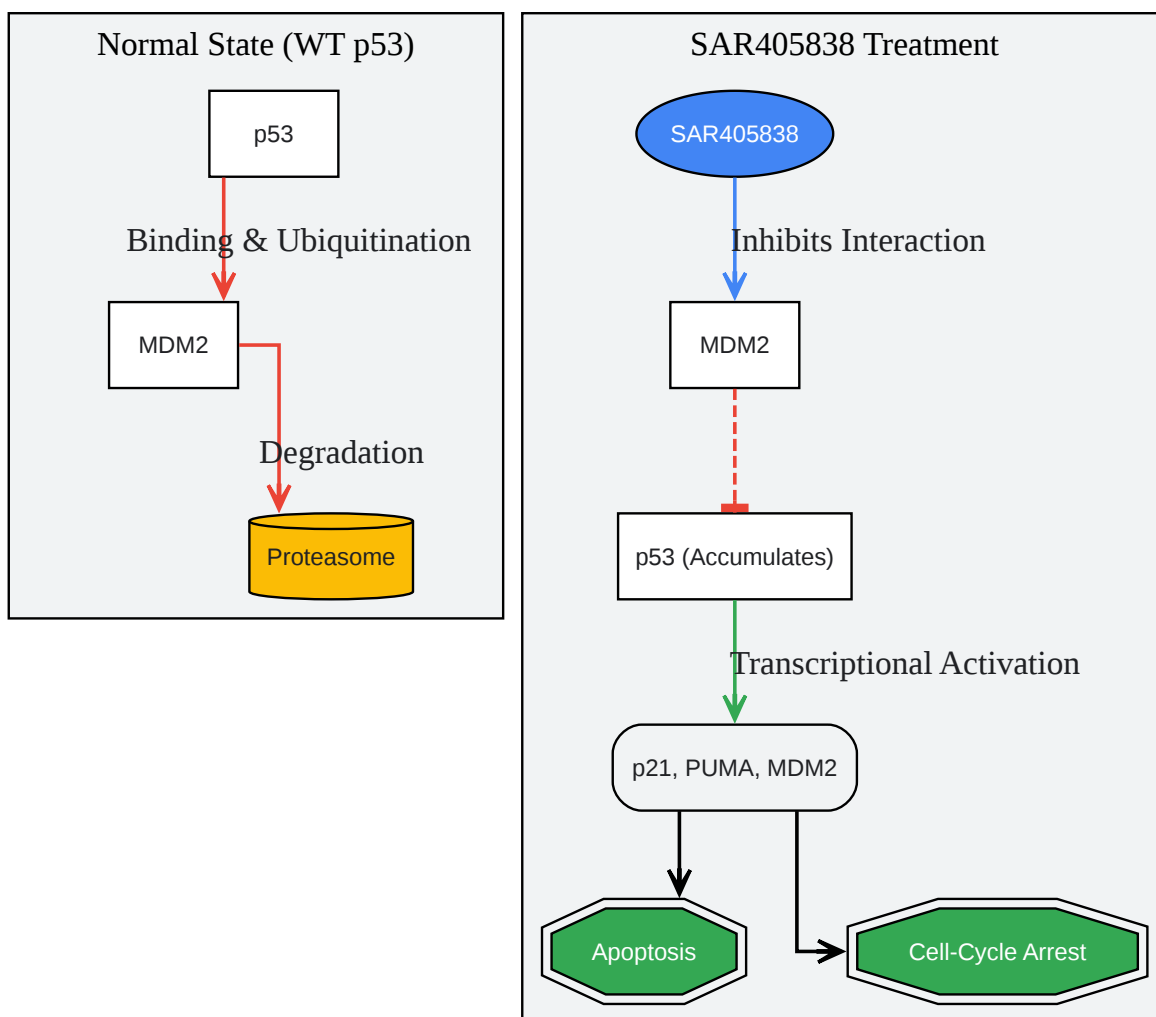 Normal State (WT p53)
p53
Binding & Ubiquitination
MDM2
Degradation
Proteasome
SAR405838 Treatment
SAR405838
Inhibits Interaction
MDM2
p53 (Accumulates)
Transcriptional Activation
p21, PUMA, MDM2
Apoptosis
Cell-Cycle Arrest